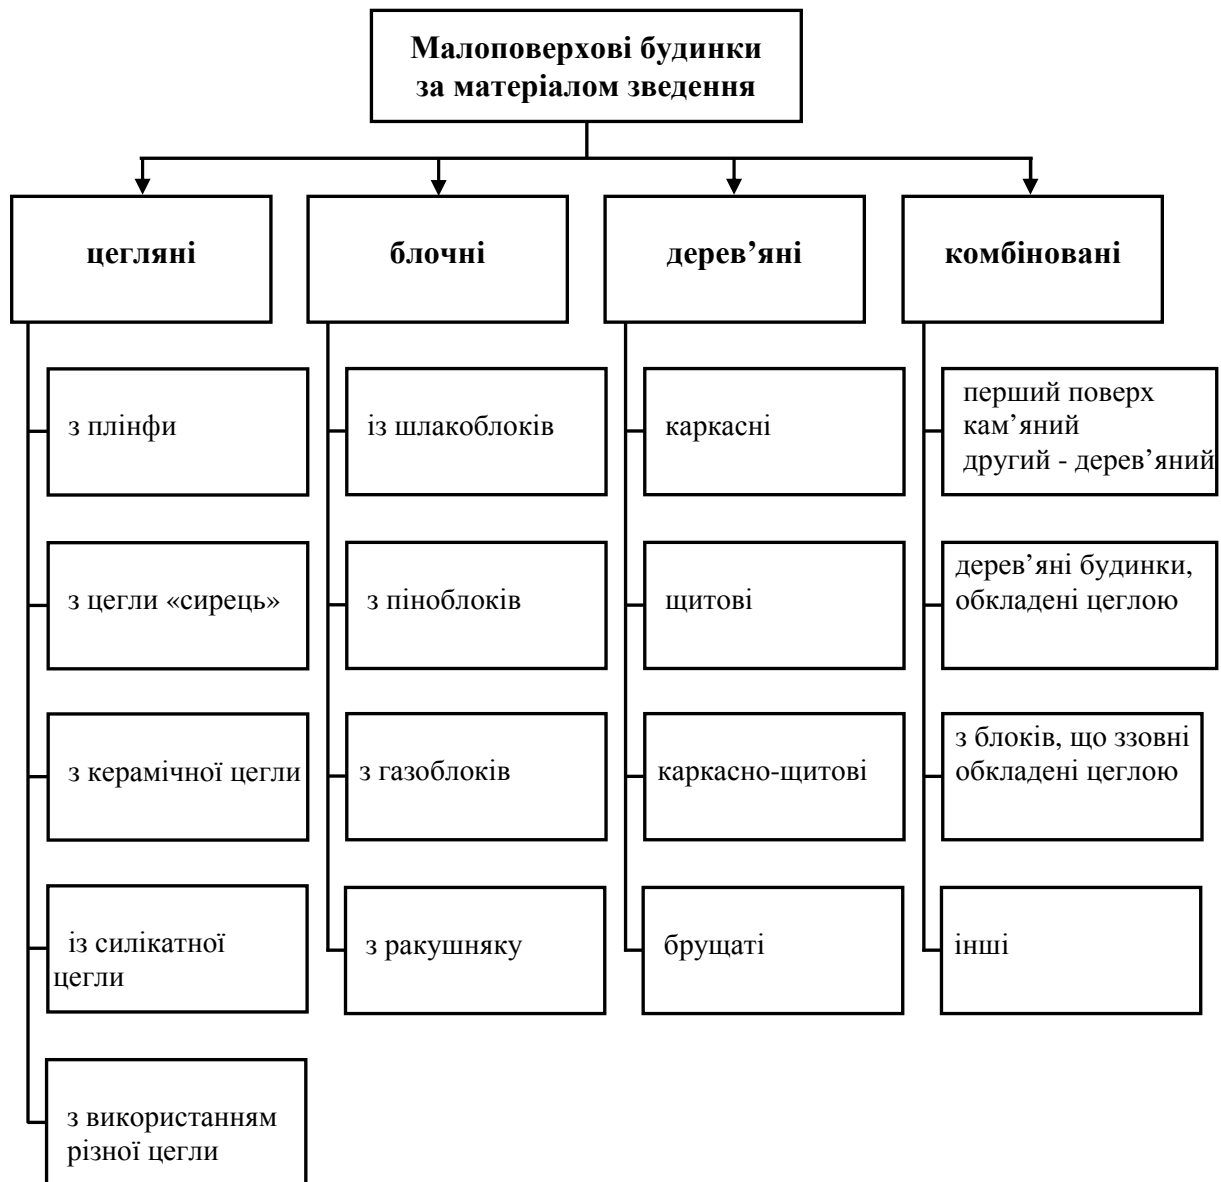 Малоповерхові будинки
за матеріалом зведення
цегляні
блочні
дерев’яні
комбіновані
з плінфи
з цегли «сирець»
з керамічної цегли
із силікатної
цегли
з використанням
різної цегли
із шлакоблоків
з піноблоків
з газоблоків
з ракушняку
каркасні
щитові
каркасно-щитові
брущаті
перший поверх
кам’яний
другий - дерев’яний
дерев’яні будинки,
обкладені цеглою
з блоків, що ззовні
обкладені цеглою
інші